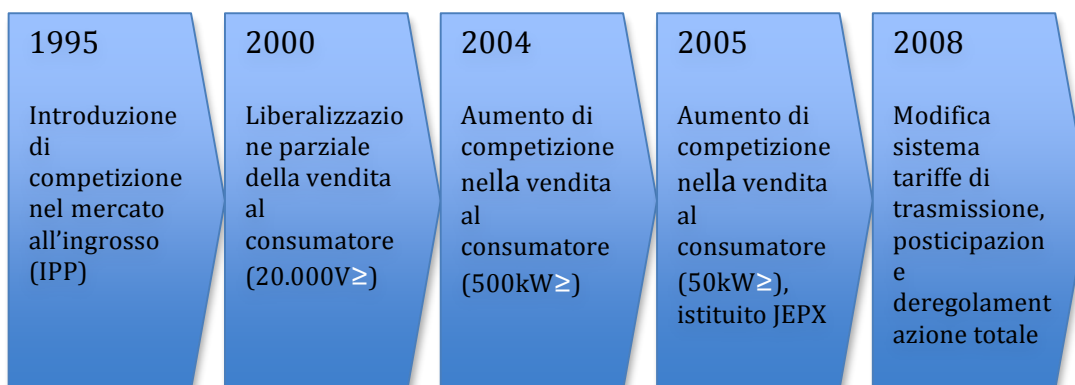 1995
Introduzione
di
competizione
nel mercato
all'ingrosso
(IPP)
2000
Liberalizzazio
ne parziale
della vendita
al
consumatore
(20.000V≥)
2004
Aumento di
competizione
nella vendita
al
consumatore
(500kW≥)
2005
Aumento di
competizione
nella vendita
al
consumatore
(50kW≥),
istituito JEPX
2008
Modifica
sistema
tariffe di
trasmissione,
posticipazion
e
deregolament
azione totale